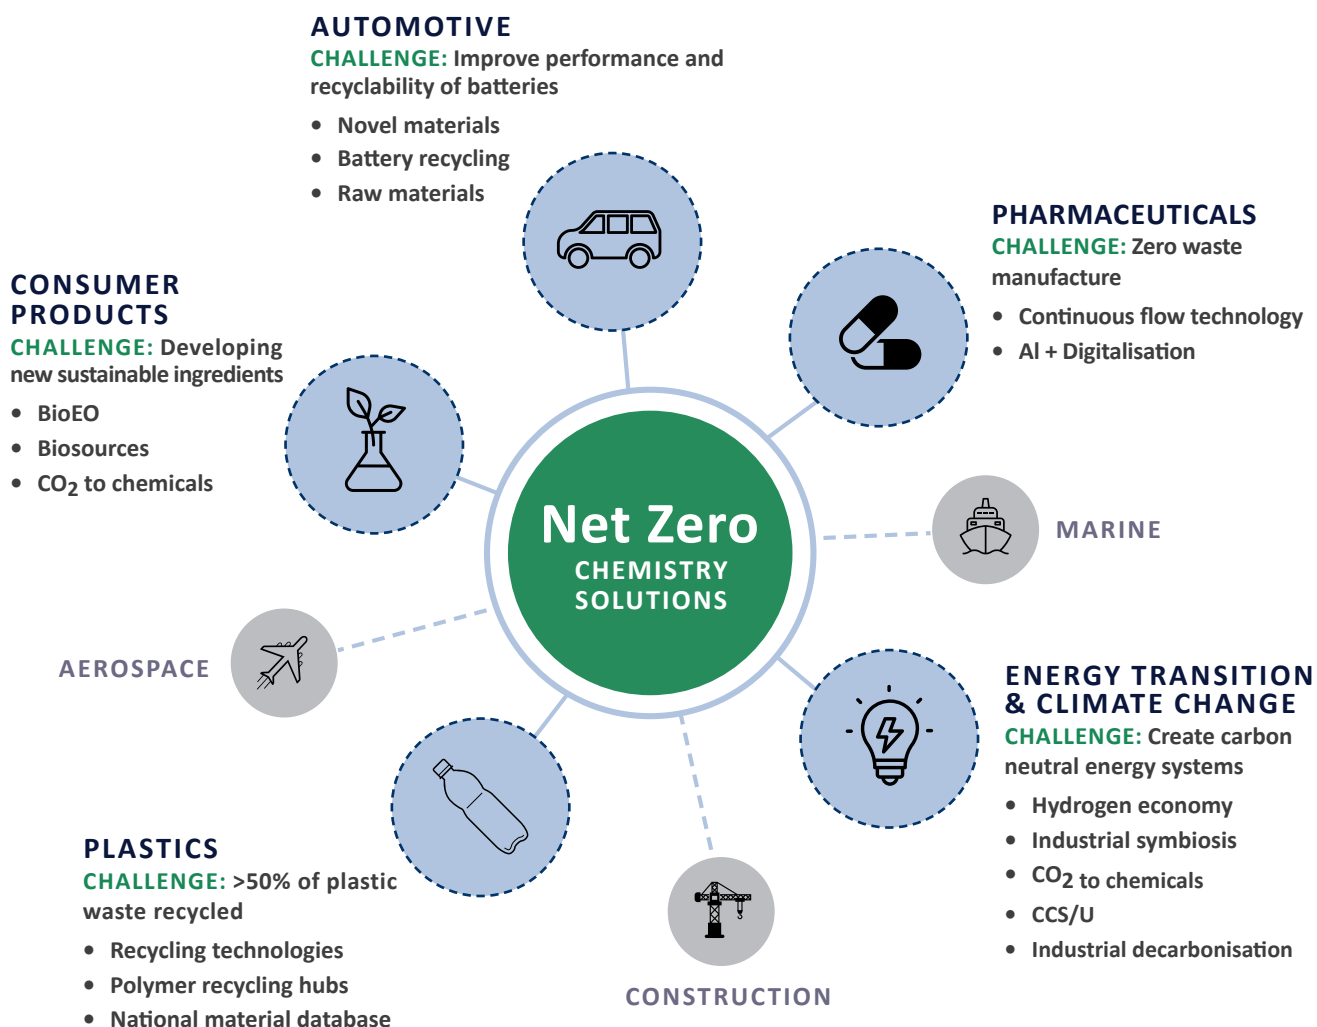 AUTOMOTIVE
CHALLENGE: Improve performance and
recyclability of batteries
• Novel materials
• Battery recycling
• Raw materials
PHARMACEUTICALS
CHALLENGE: Zero waste
manufacture
• Continuous flow technology
• AI + Digitalisation
CONSUMER
PRODUCTS
CHALLENGE: Developing
new sustainable ingredients
• BioEO
• Biosources
• CO2 to chemicals
Net Zero
CHEMISTRY
SOLUTIONS
MARINE
AEROSPACE
ENERGY TRANSITION
& CLIMATE CHANGE
CHALLENGE: Create carbon
neutral energy systems
• Hydrogen economy
• Industrial symbiosis
• CO2 to chemicals
• CCS/U
• Industrial decarbonisation
PLASTICS
CHALLENGE: >50% of plastic
waste recycled
• Recycling technologies
• Polymer recycling hubs
• National material database
CONSTRUCTION